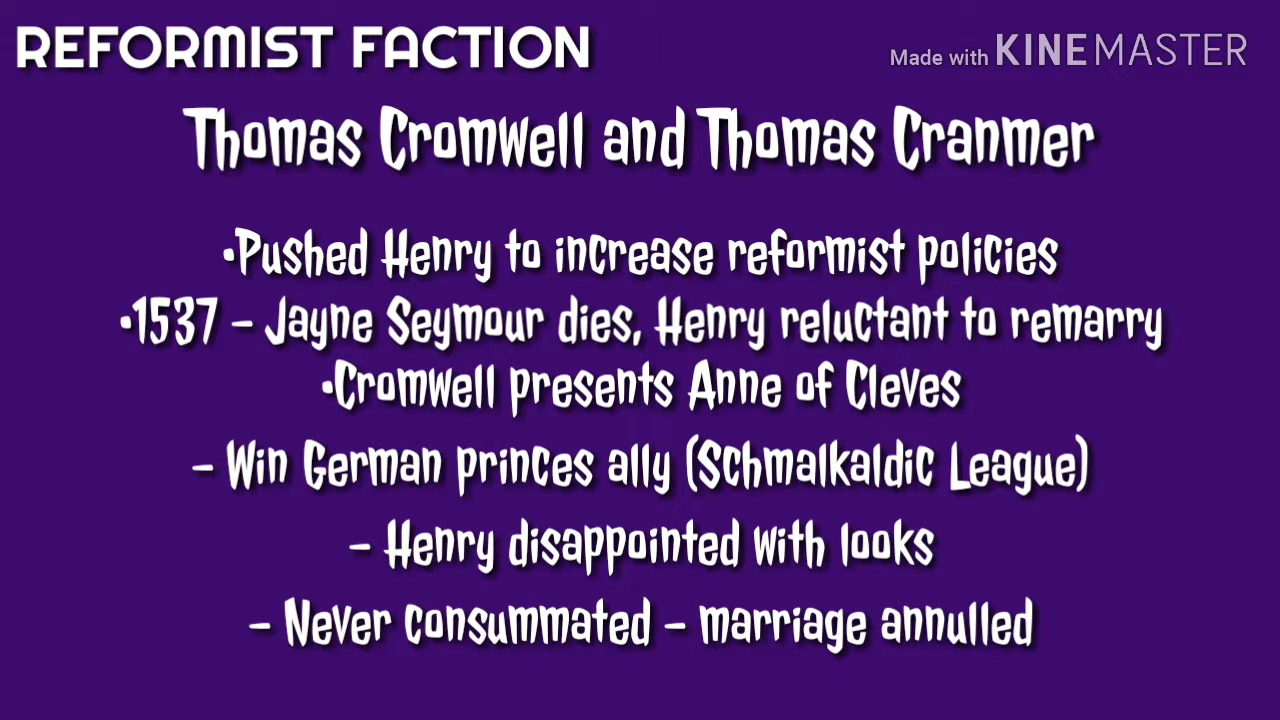 REFORMIST FACTION
Made with KINEMASTER
Thomas Cromwell and Thomas Cranmer
•Pushed Henry to increase reformist policies
•1537 – Jayne Seymour dies, Henry reluctant to remarry
•Cromwell presents Anne of Cleves
– Win German princes ally (Schmalkaldic League)
– Henry disappointed with looks
– Never consummated – marriage annulled